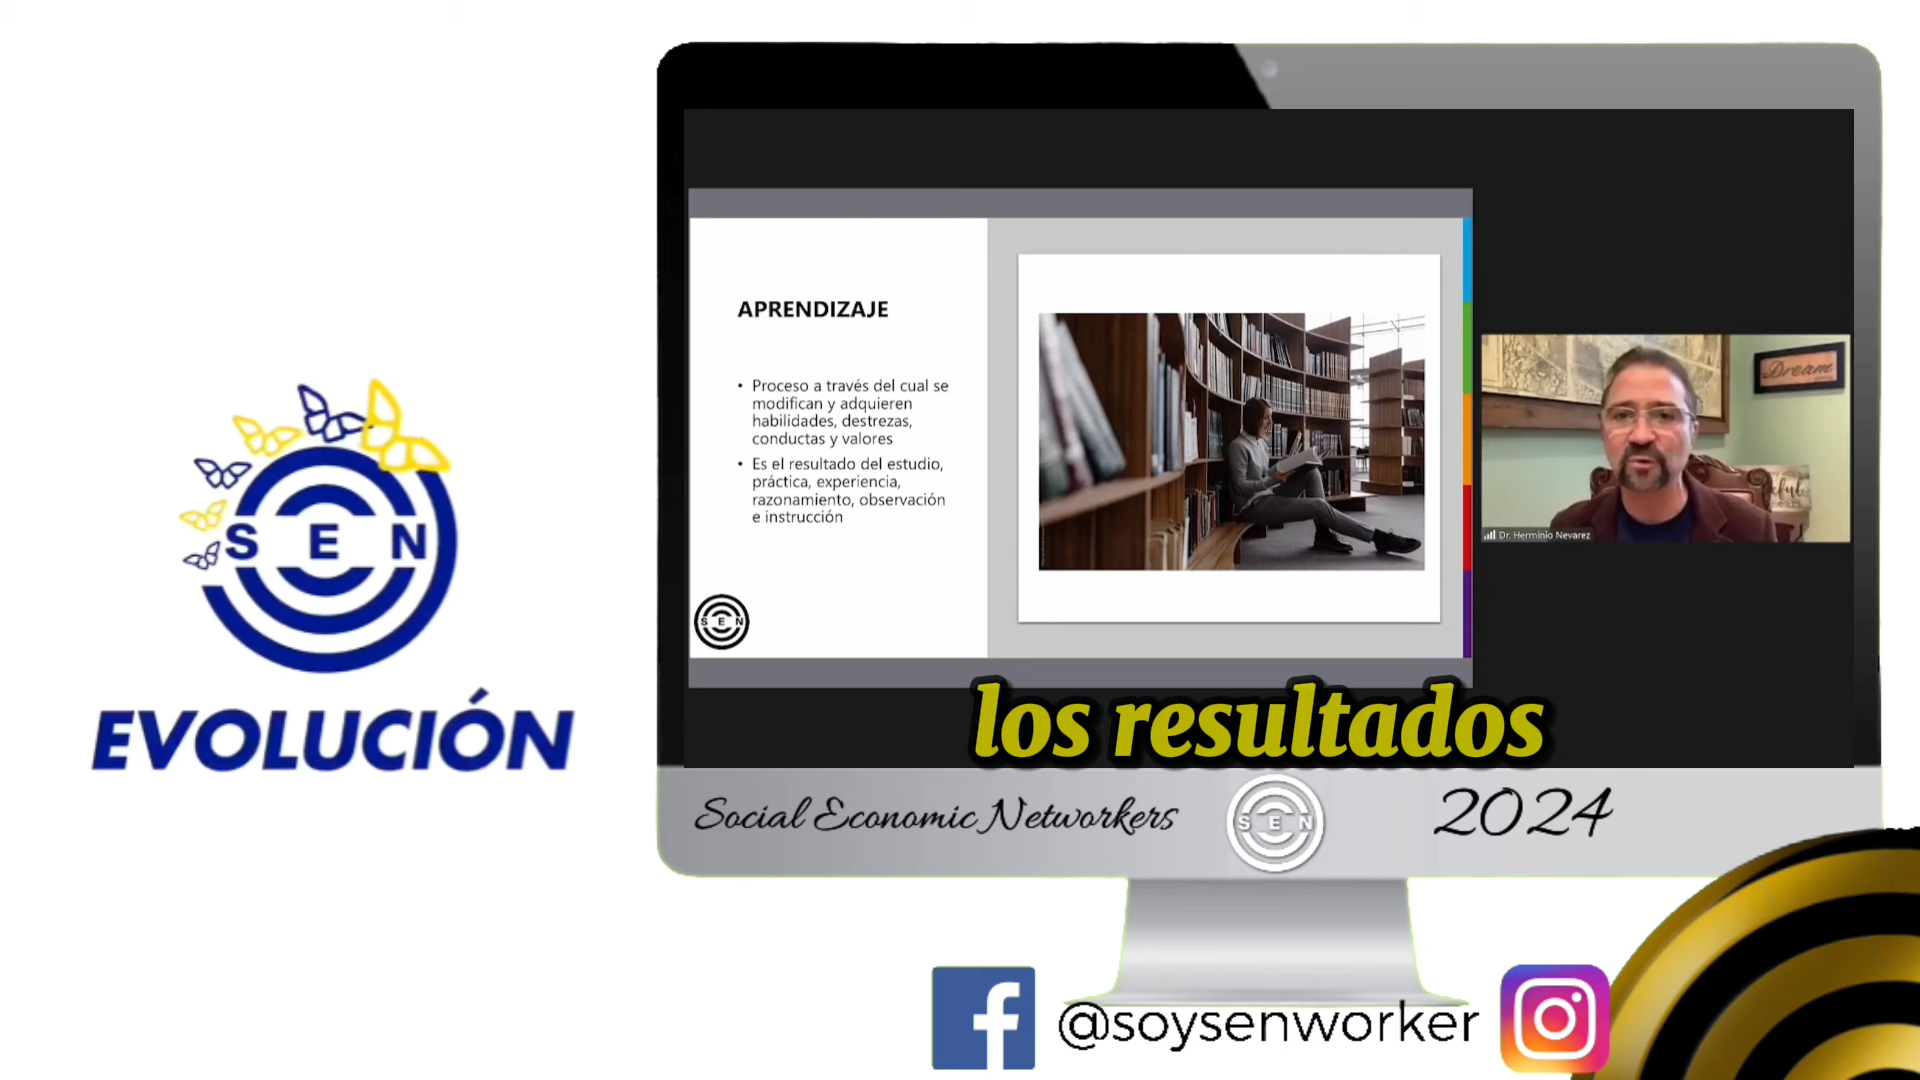 S E N
EVOLUCIÓN
APRENDIZAJE
• Proceso a través del cual se
modifican y adquieren
habilidades, destrezas,
conductas y valores
• Es el resultado del estudio,
práctica, experiencia,
razonamiento, observación
e instrucción
S E N
Dream
Dr. Herminio Nevarez
los resultados
Social Economic Networkers
S E N
2024
@soysenworker